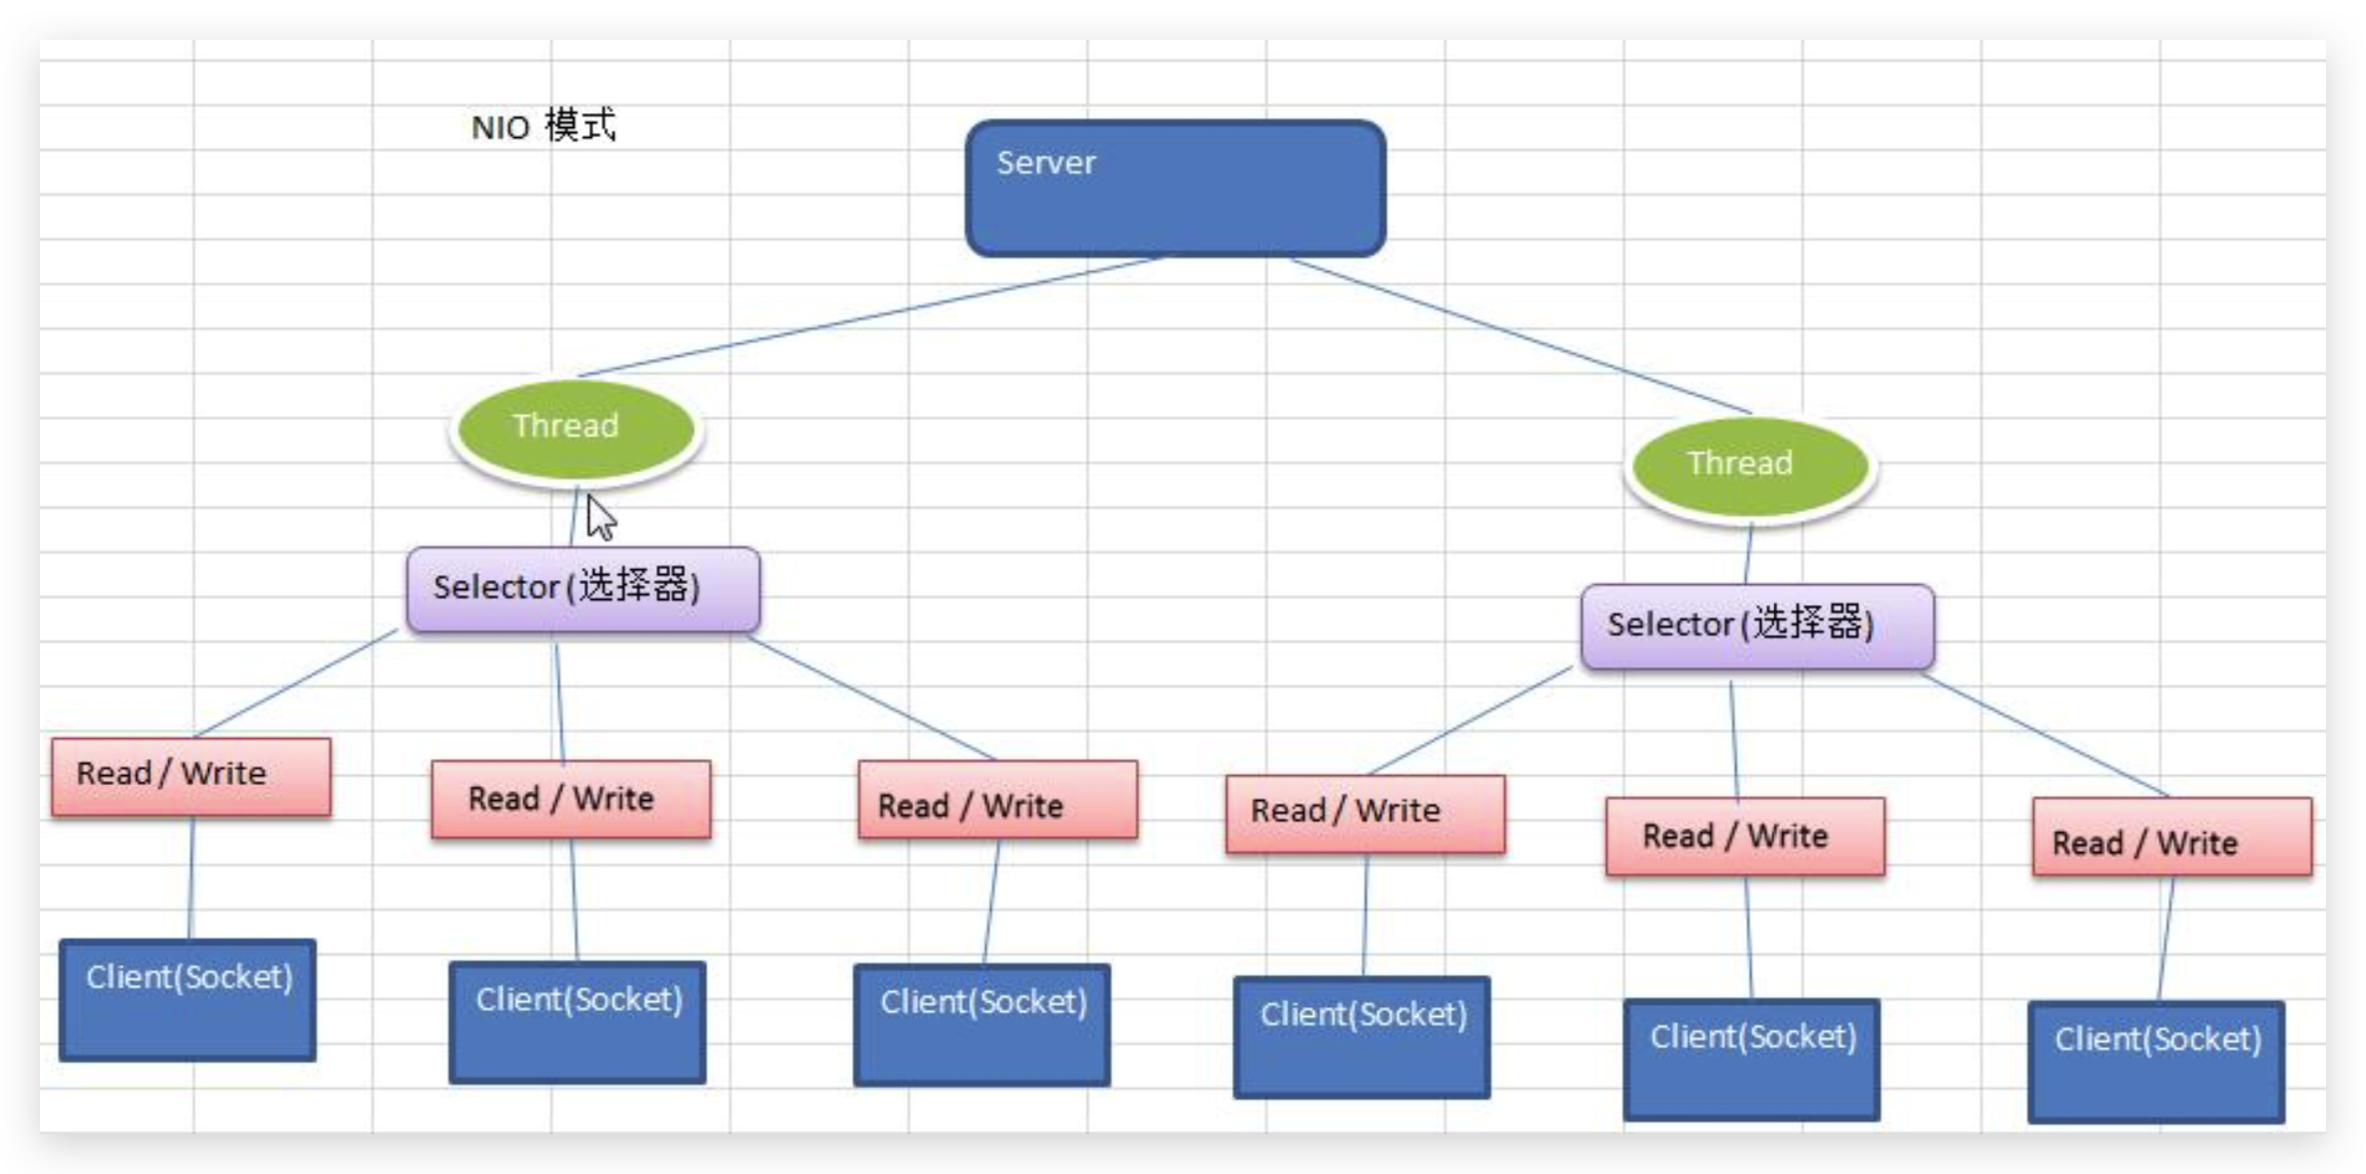 NIO 模式
Server
Thread
Thread
Selector(选择器)
Selector(选择器)
Read / Write
Read / Write
Read / Write
Read / Write
Read / Write
Read / Write
Client(Socket)
Client(Socket)
Client(Socket)
Client(Socket)
Client(Socket)
Client(Socket)